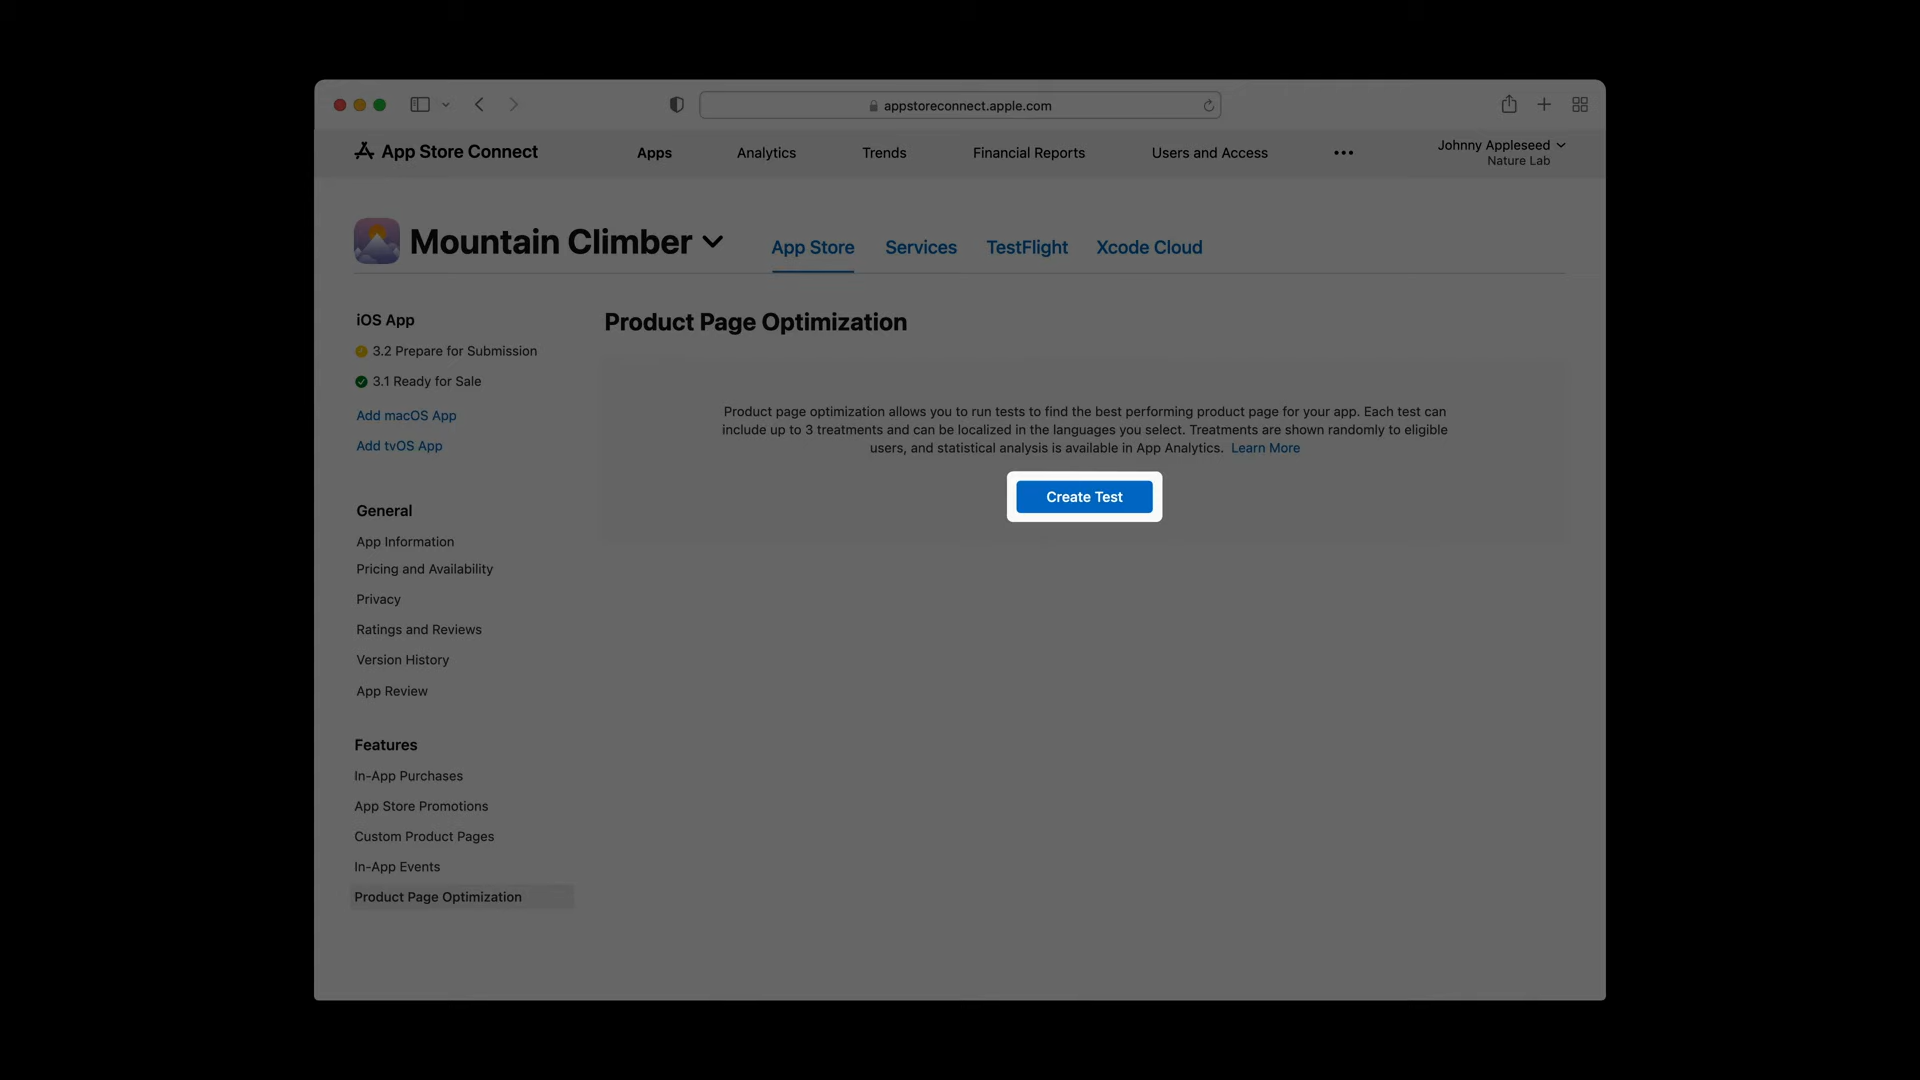 appstoreconnect.apple.com
App Store Connect
Apps
Analytics
Trends
Financial Reports
Users and Access
Johnny Appleseed
Nature Lab
Mountain Climber
App Store
Services
TestFlight
Xcode Cloud
iOS App
3.2 Prepare for Submission
3.1 Ready for Sale
Add macOS App
Add tvOS App
General
App Information
Pricing and Availability
Privacy
Ratings and Reviews
Version History
App Review
Features
In-App Purchases
App Store Promotions
Custom Product Pages
In-App Events
Product Page Optimization
Product Page Optimization
Product page optimization allows you to run tests to find the best performing product page for your app. Each test can
include up to 3 treatments and can be localized in the languages you select. Treatments are shown randomly to eligible
users, and statistical analysis is available in App Analytics. Learn More
Create Test